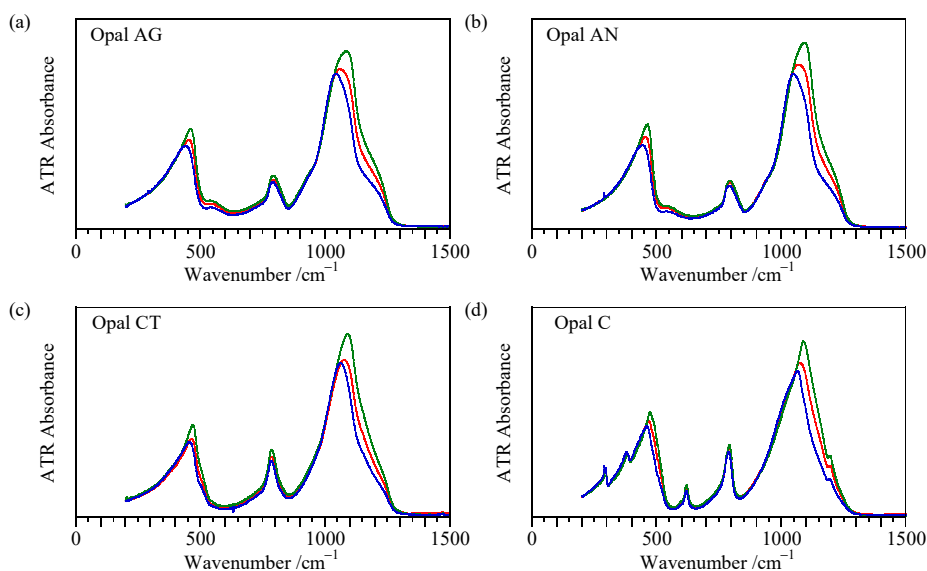 (a)
Opal AG
ATR Absorbance
0 500 1000 1500
Wavenumber /cm⁻¹
(b)
Opal AN
ATR Absorbance
0 500 1000 1500
Wavenumber /cm⁻¹
(c)
Opal CT
ATR Absorbance
0 500 1000 1500
Wavenumber /cm⁻¹
(d)
Opal C
ATR Absorbance
0 500 1000 1500
Wavenumber /cm⁻¹